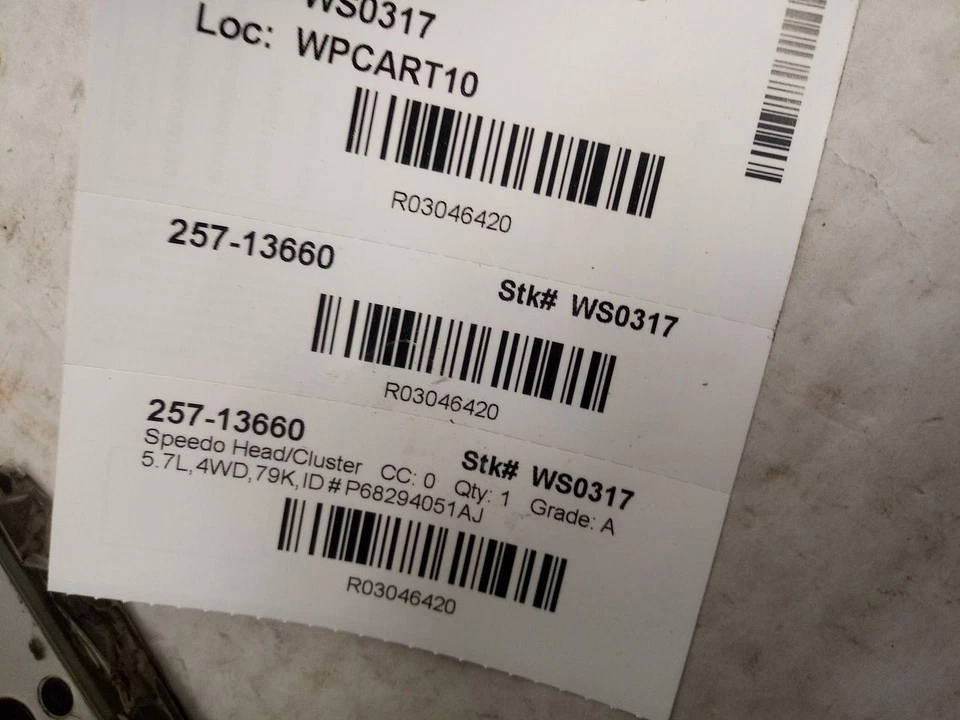 WS0317
Loc: WPCART10
R03046420
257-13660
Stk# WS0317
R03046420
257-13660
Stk# WS0317
Speedo Head/Cluster CC: 0 Qty: 1 Grade: A
5.7L,4WD,79K,ID#P68294051AJ
R03046420